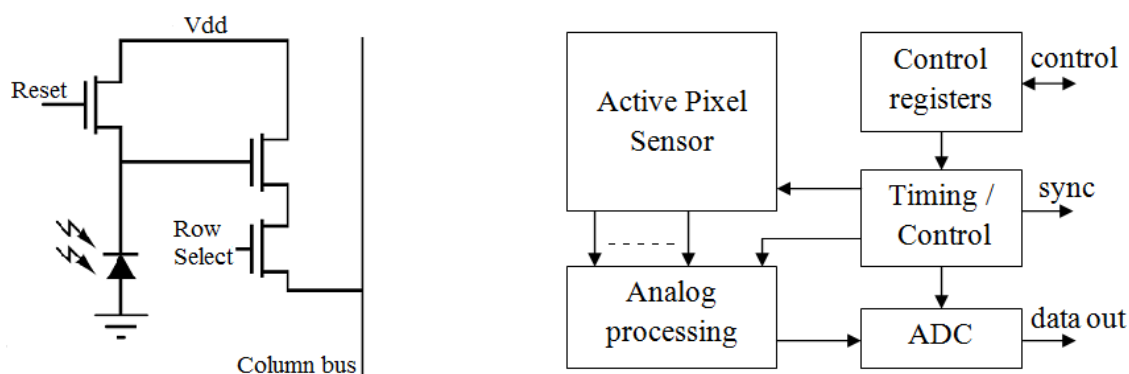 Vdd
Reset
Row
Select
Column bus
Active Pixel
Sensor
Control
registers
control
Timing /
Control
sync
Analog
processing
ADC
data out